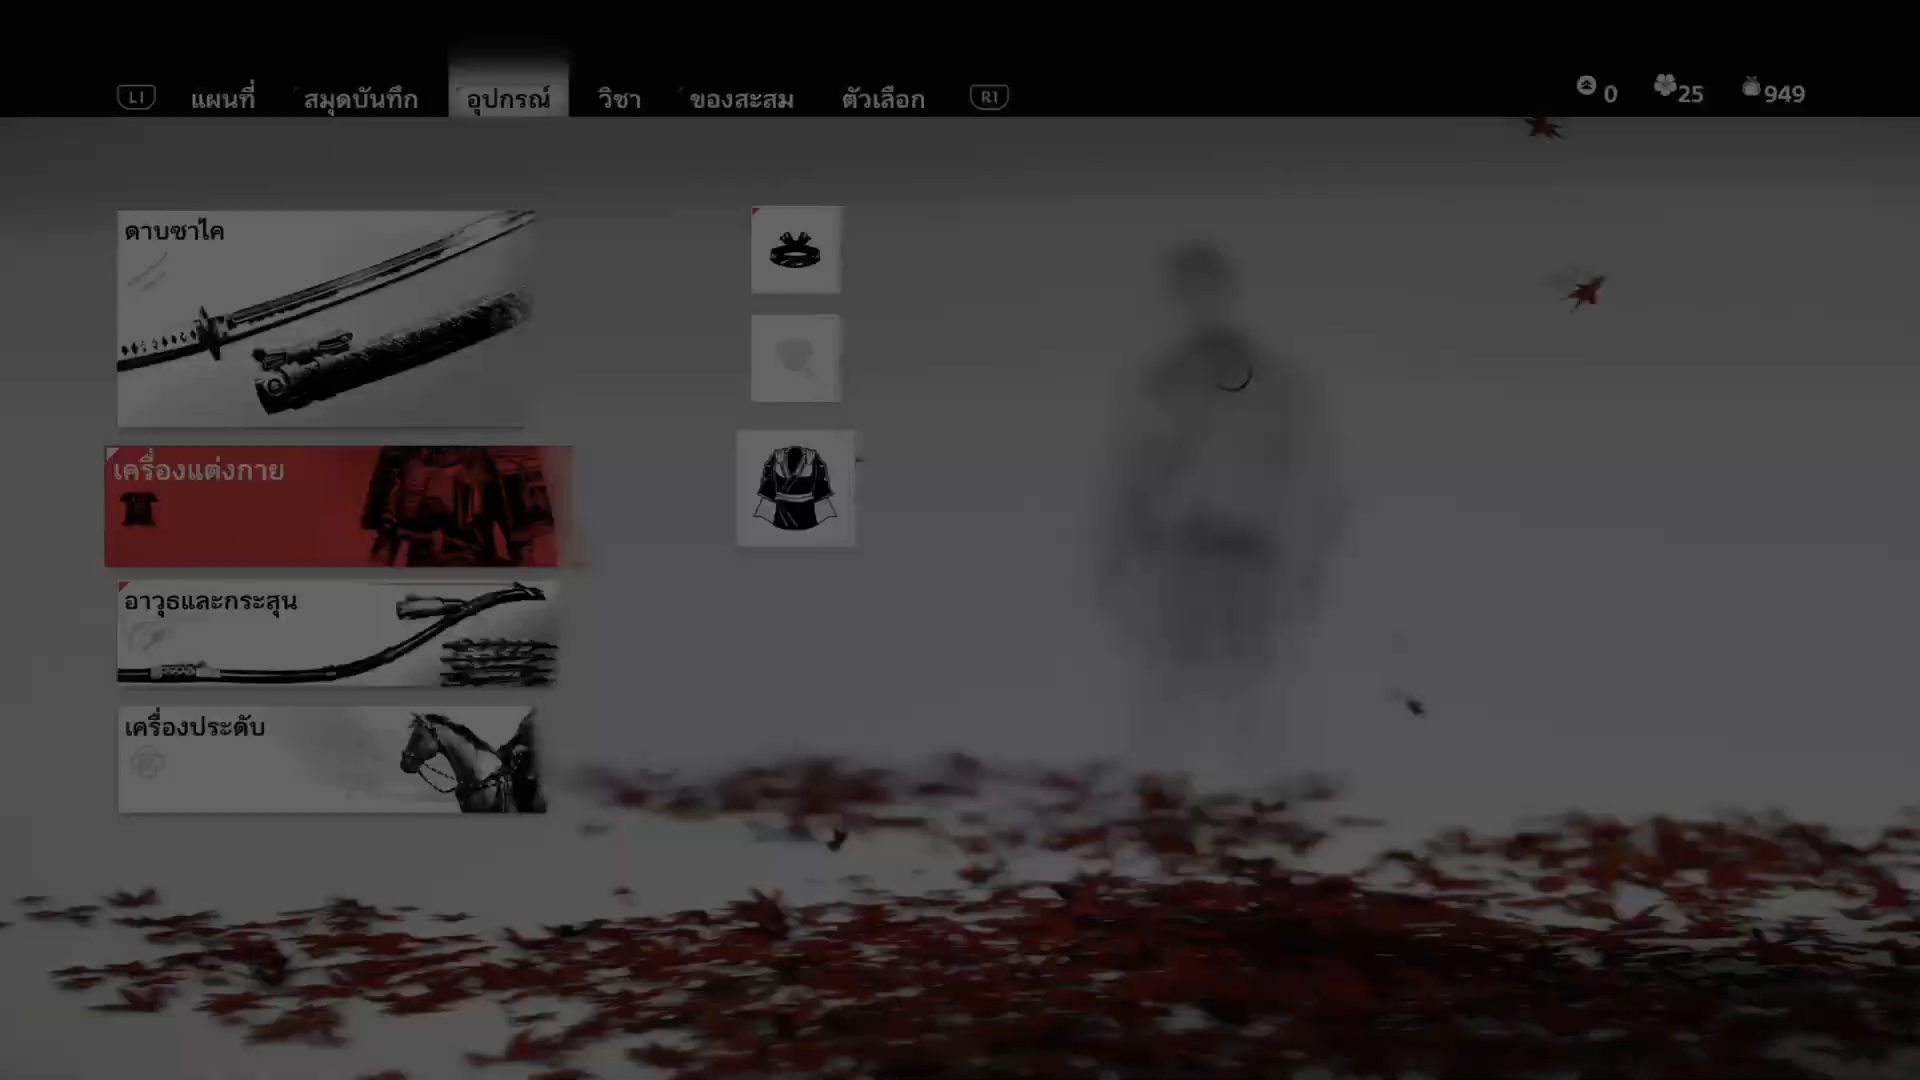 L1 แผนที่ สมุดบันทึก อุปกรณ์ วิชา ของสะสม ตัวเลือก R1 0 25 949
ดาบซาไค
เครื่องแต่งกาย
อาวุธและกระสุน
เครื่องประดับ